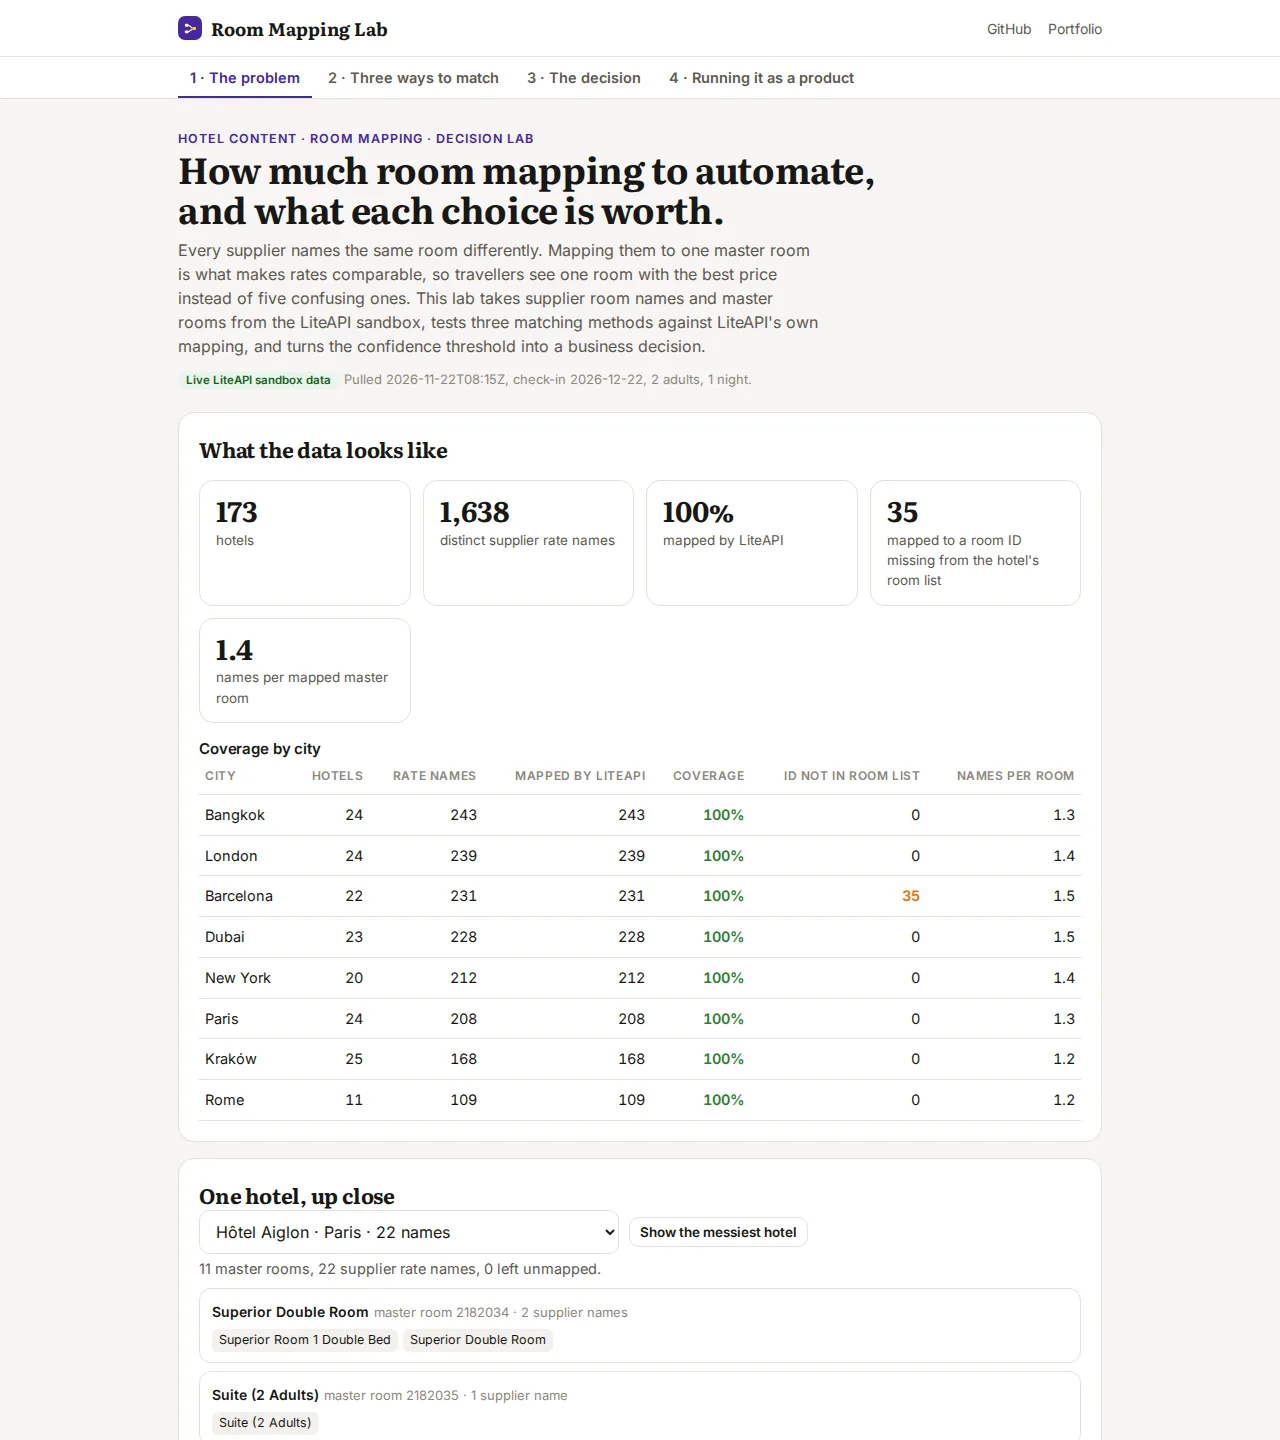 Room Mapping Lab
GitHub Portfolio
1 · The problem 2 · Three ways to match 3 · The decision 4 · Running it as a product
HOTEL CONTENT · ROOM MAPPING · DECISION LAB
How much room mapping to automate,
and what each choice is worth.
Every supplier names the same room differently. Mapping them to one master room
is what makes rates comparable, so travellers see one room with the best price
instead of five confusing ones. This lab takes supplier room names and master
rooms from the LiteAPI sandbox, tests three matching methods against LiteAPI's own
mapping, and turns the confidence threshold into a business decision.
Live LiteAPI sandbox data Pulled 2026-11-22T08:15Z, check-in 2026-12-22, 2 adults, 1 night.
What the data looks like
173
hotels
1,638
distinct supplier rate names
100%
mapped by LiteAPI
35
mapped to a room ID
missing from the hotel's
room list
1.4
names per mapped master
room
Coverage by city
CITY HOTELS RATE NAMES MAPPED BY LITEAPI COVERAGE ID NOT IN ROOM LIST NAMES PER ROOM
Bangkok 24 243 243 100% 0 1.3
London 24 239 239 100% 0 1.4
Barcelona 22 231 231 100% 35 1.5
Dubai 23 228 228 100% 0 1.5
New York 20 212 212 100% 0 1.4
Paris 24 208 208 100% 0 1.3
Kraków 25 168 168 100% 0 1.2
Rome 11 109 109 100% 0 1.2
One hotel, up close
Hôtel Aiglon · Paris · 22 names Show the messiest hotel
11 master rooms, 22 supplier rate names, 0 left unmapped.
Superior Double Room master room 2182034 · 2 supplier names
Superior Room 1 Double Bed Superior Double Room
Suite (2 Adults) master room 2182035 · 1 supplier name
Suite (2 Adults)